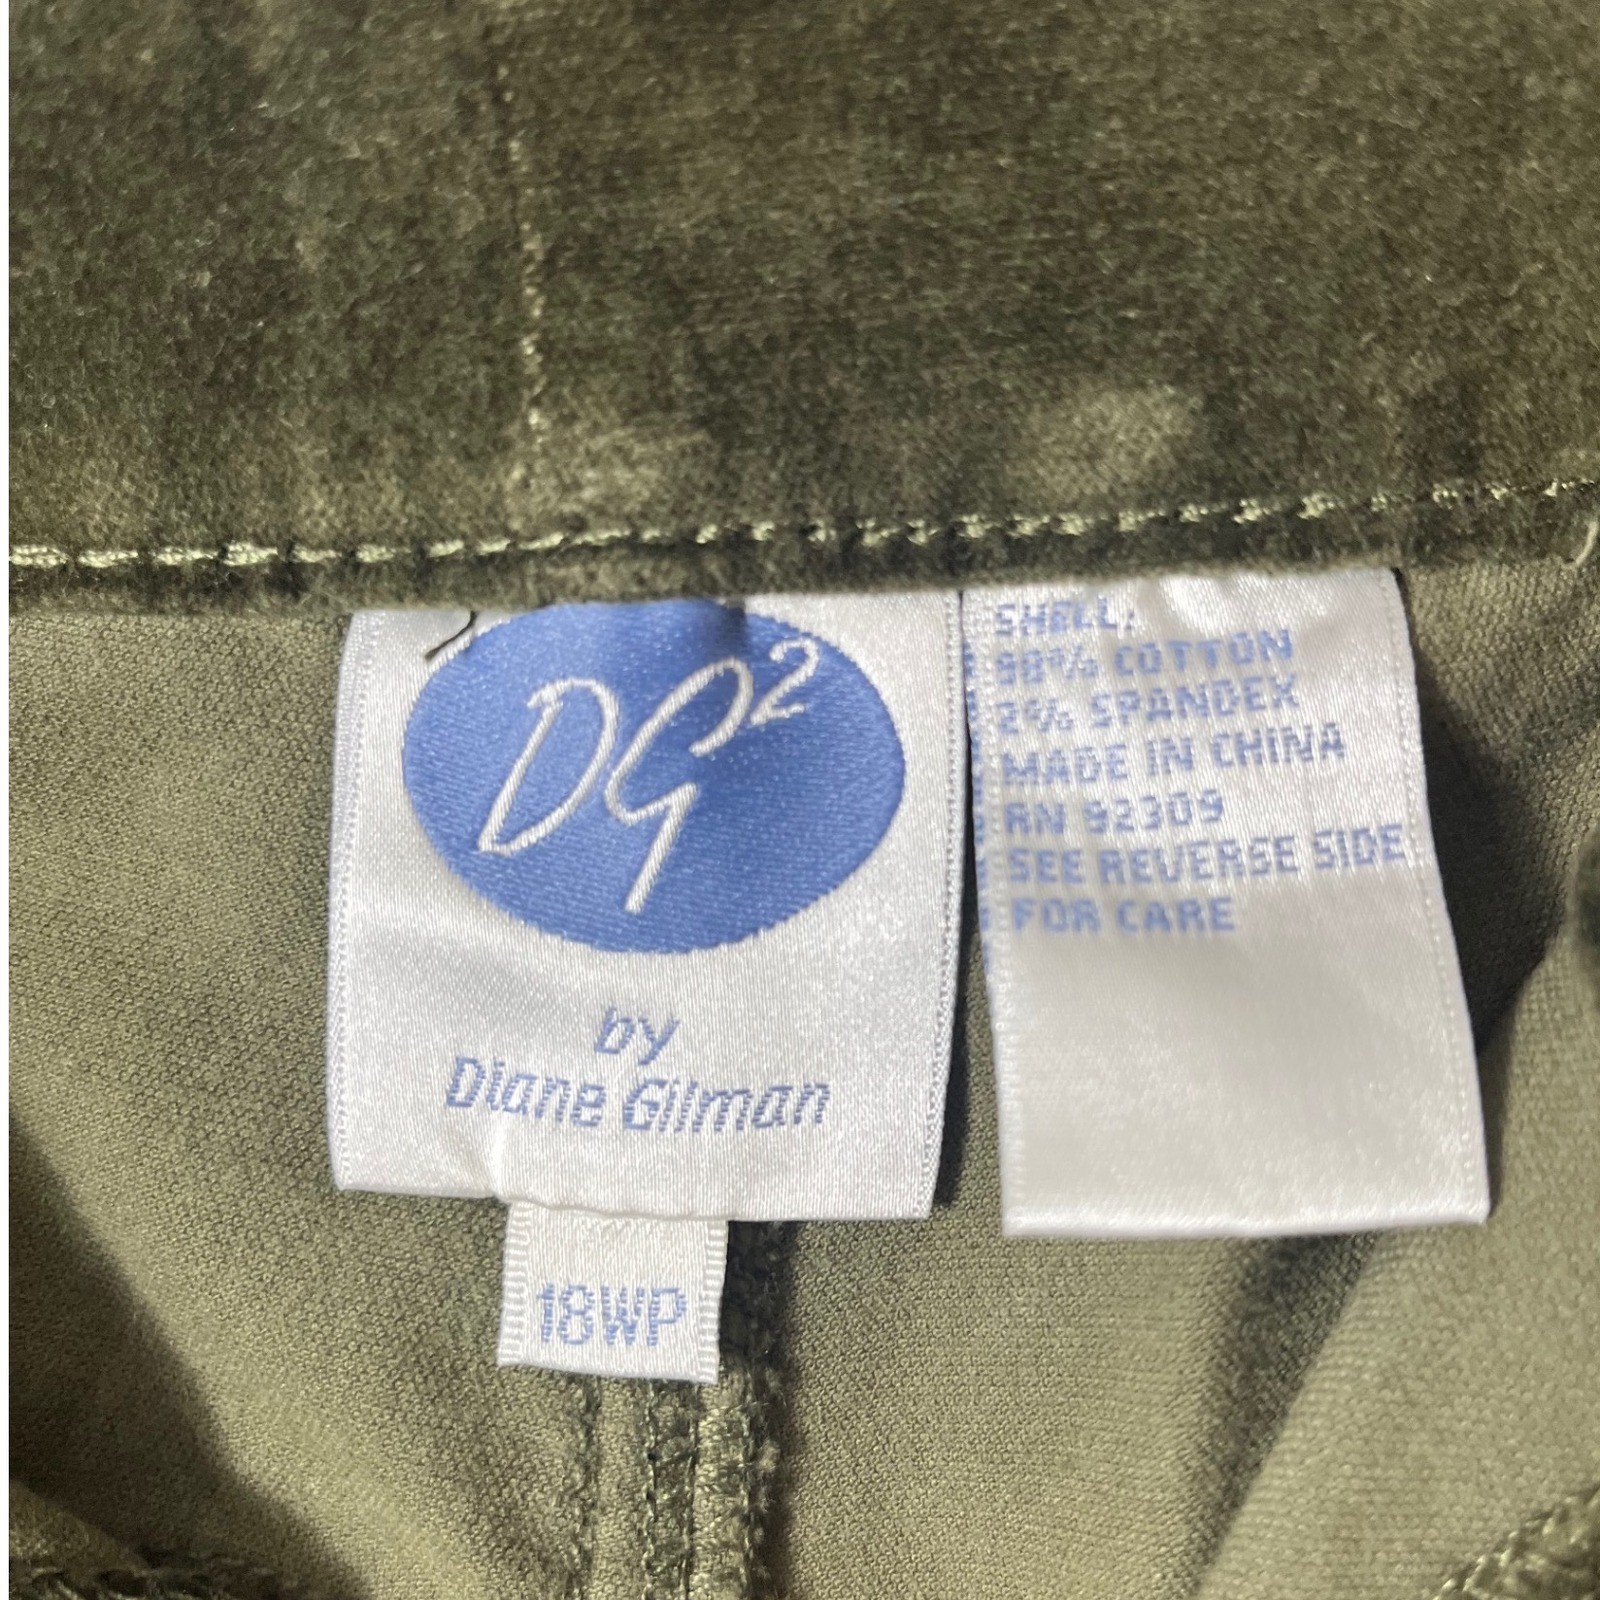 DG²
by
Diane Gilman
18WP
SHELL:
98% COTTON
2% SPANDEX
MADE IN CHINA
RN 92309
SEE REVERSE SIDE
FOR CARE